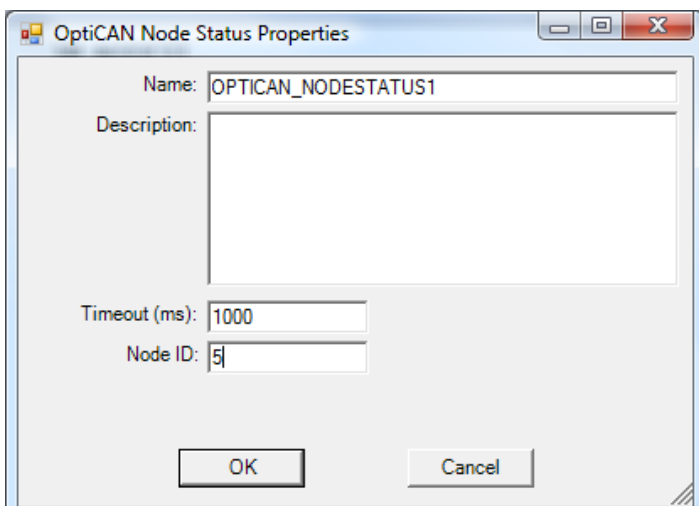 OptiCAN Node Status Properties
Name: OPTICAN_NODESTATUS1
Description:
Timeout (ms): 1000
Node ID: 5
OK Cancel